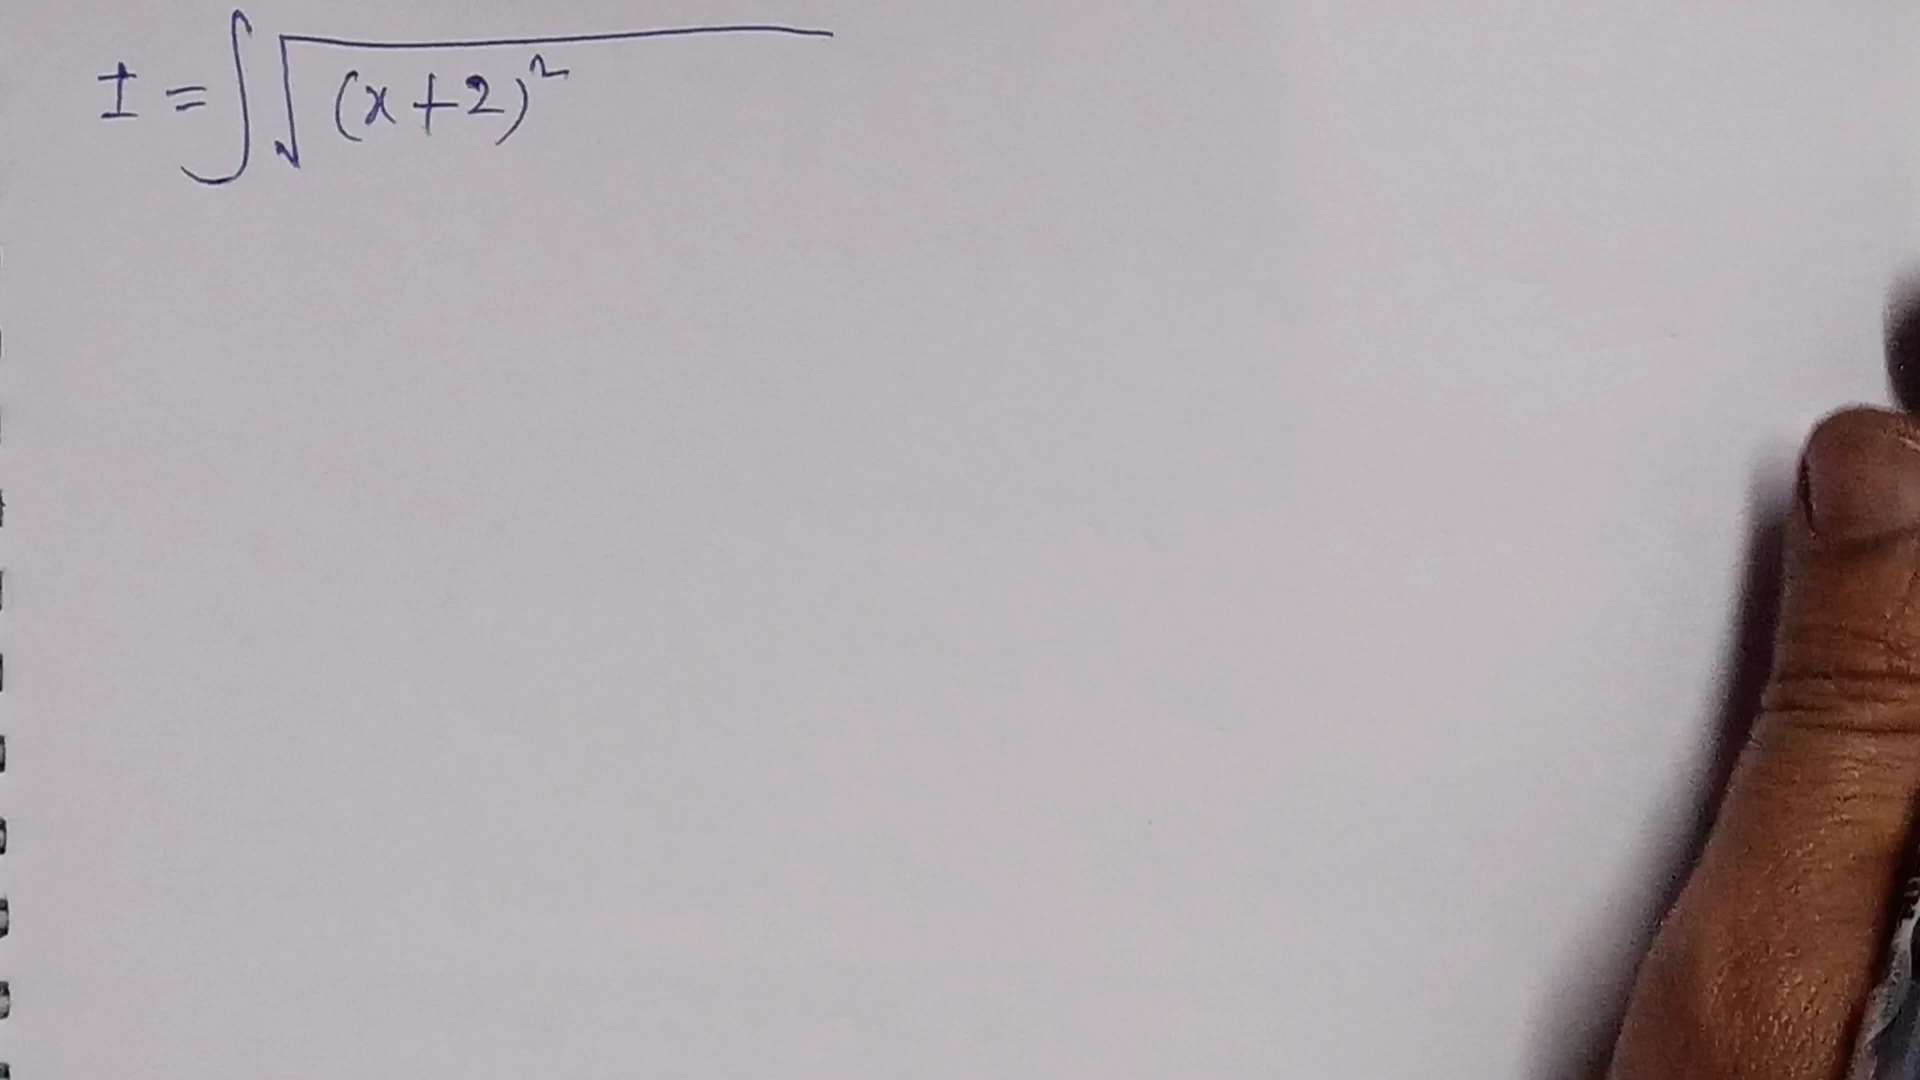 I = ∫√(x+2)²